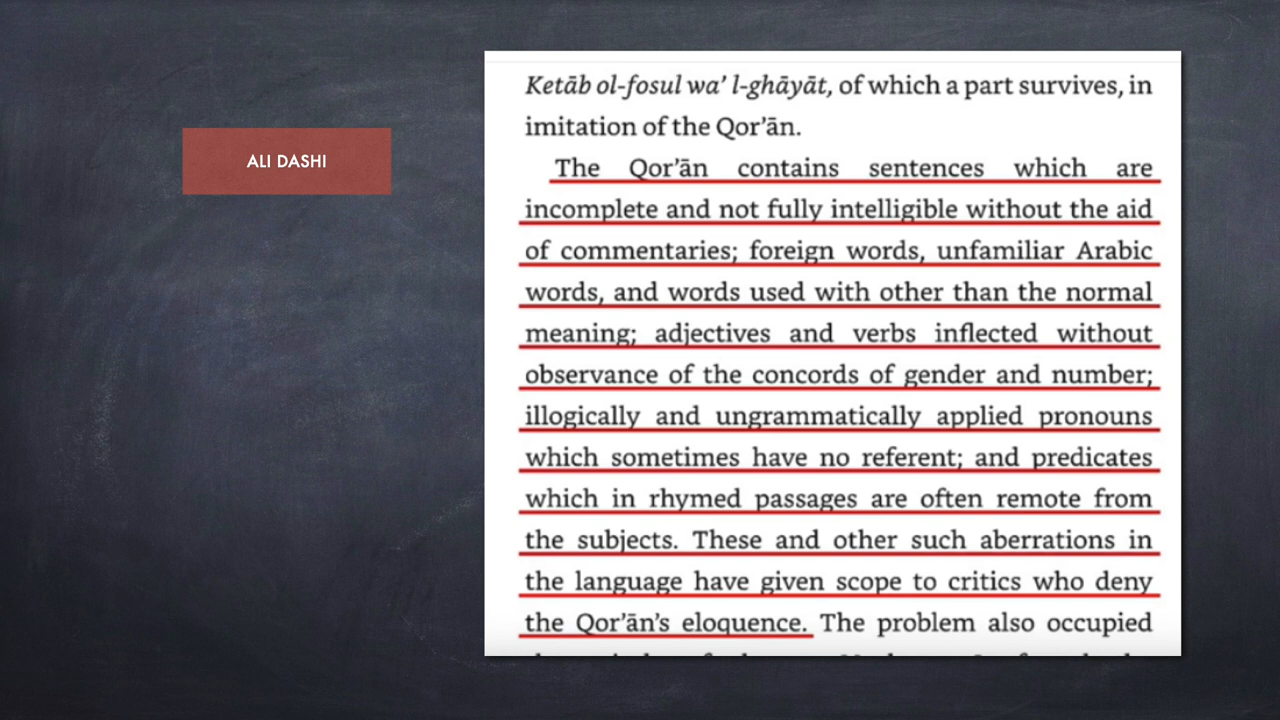 ALI DASHI
Ketāb ol-fosul wa’ l-ghāyāt, of which a part survives, in
imitation of the Qor’ān.
The Qor’ān contains sentences which are
incomplete and not fully intelligible without the aid
of commentaries; foreign words, unfamiliar Arabic
words, and words used with other than the normal
meaning; adjectives and verbs inflected without
observance of the concords of gender and number;
illogically and ungrammatically applied pronouns
which sometimes have no referent; and predicates
which in rhymed passages are often remote from
the subjects. These and other such aberrations in
the language have given scope to critics who deny
the Qor’ān’s eloquence. The problem also occupied